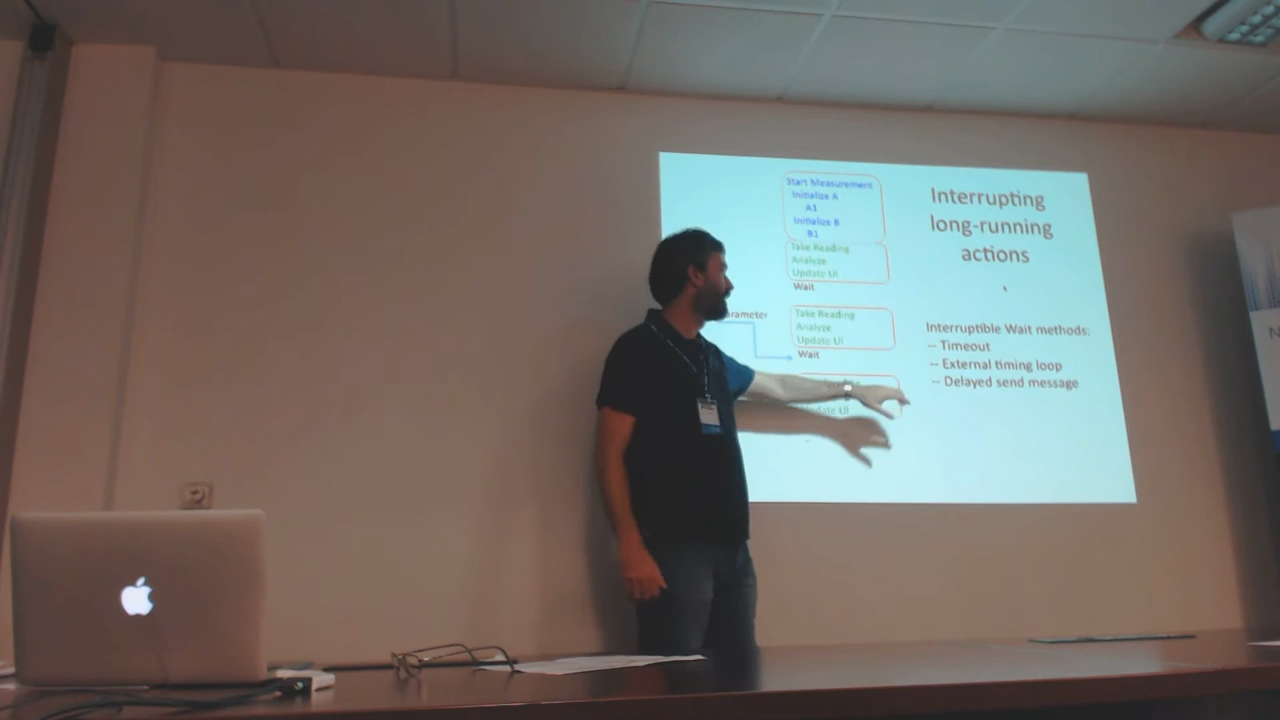 Start Measurement
Initialize A
A1
Initialize B
B1
Take Reading
Analyze
Update UI
Wait
Take Reading
Analyze
Update UI
Wait
Update UI
Interrupting
long-running
actions
Interruptible Wait methods:
-- Timeout
-- External timing loop
-- Delayed send message